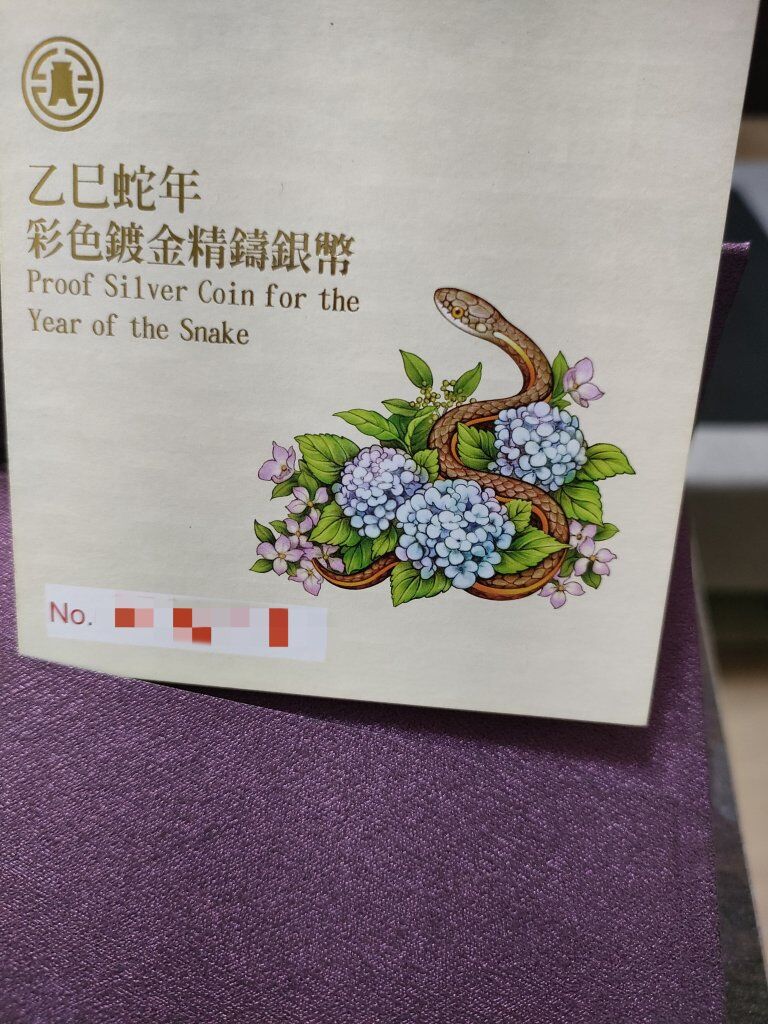 乙巳蛇年
彩色鍍金精鑄銀幣
Proof Silver Coin for the
Year of the Snake
No.